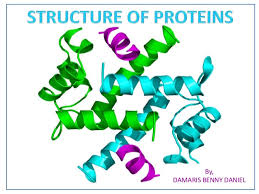 STRUCTURE OF PROTEINS
By,
DAMARIS BENNY DANIEL